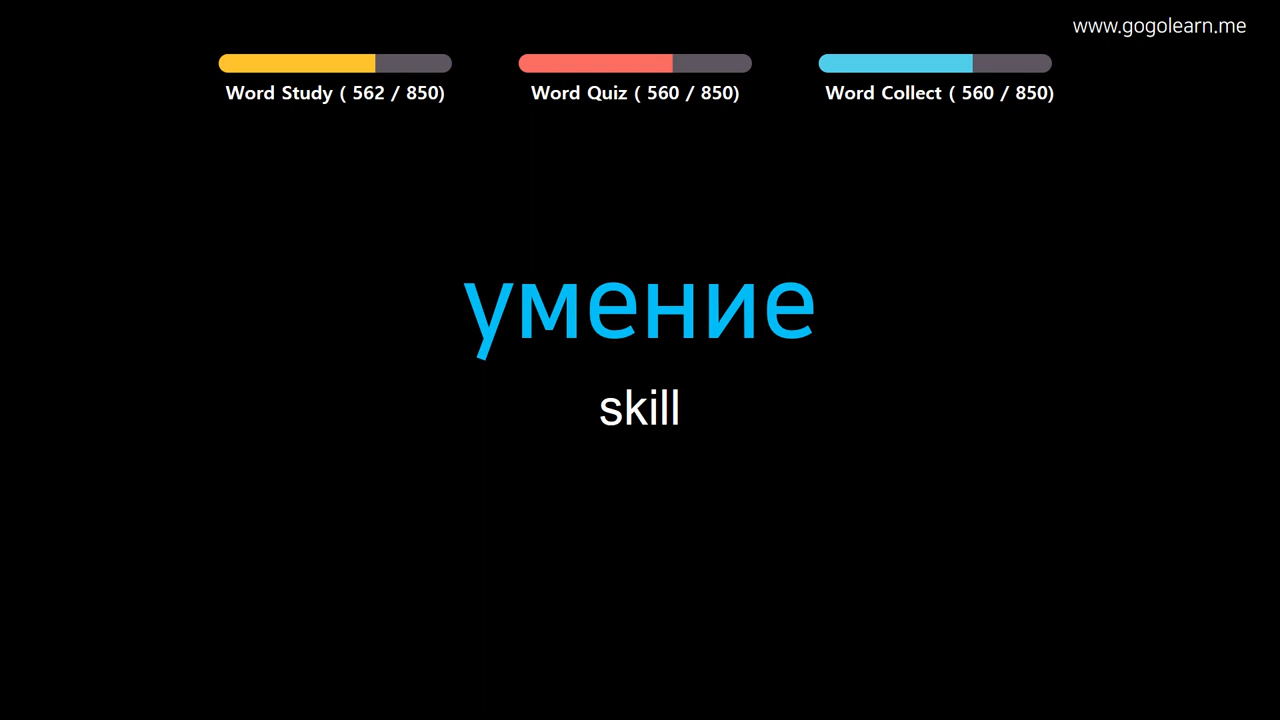 www.gogolearn.me
Word Study ( 562 / 850)
Word Quiz ( 560 / 850)
Word Collect ( 560 / 850)
умение
skill